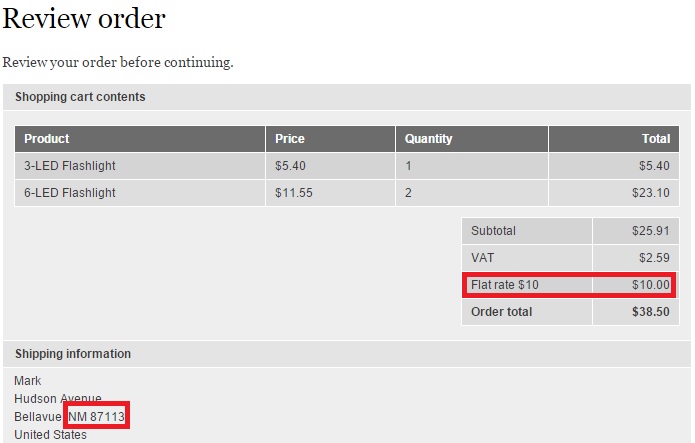 Review order
Review your order before continuing.
Shopping cart contents
Product Price Quantity Total
3-LED Flashlight $5.40 1 $5.40
6-LED Flashlight $11.55 2 $23.10
Subtotal $25.91
VAT $2.59
Flat rate $10 $10.00
Order total $38.50
Shipping information
Mark
Hudson Avenue
Bellavue NM 87113
United States